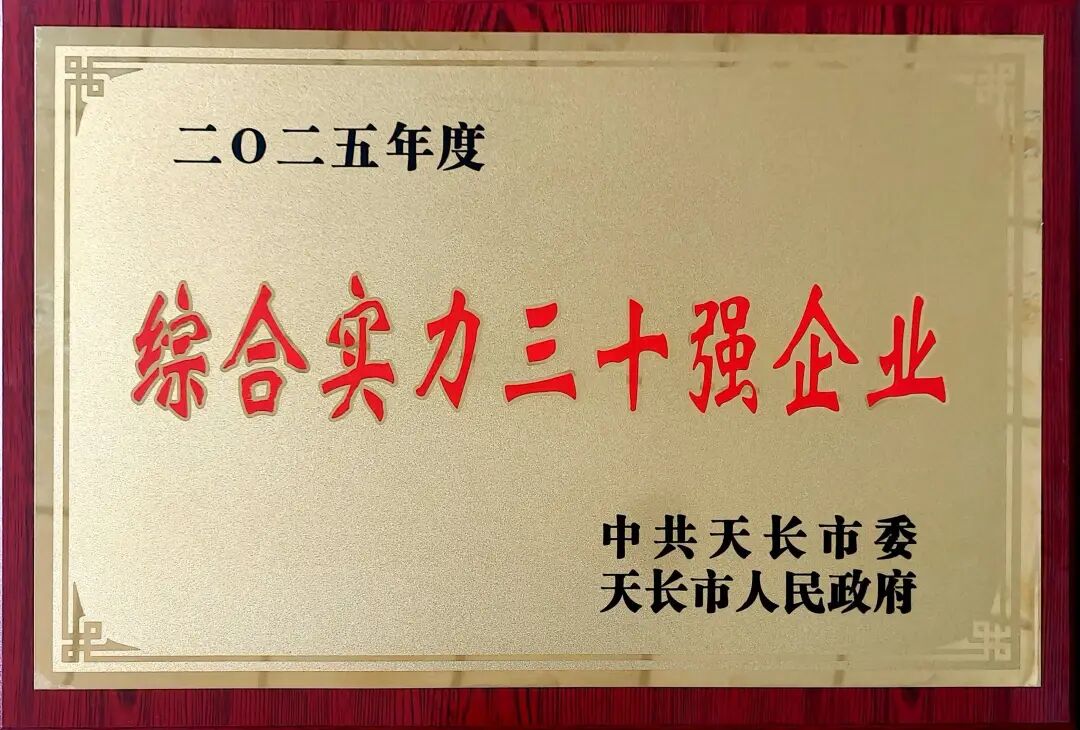 二O二五年度
综合实力三十强企业
中共天长市委
天长市人民政府